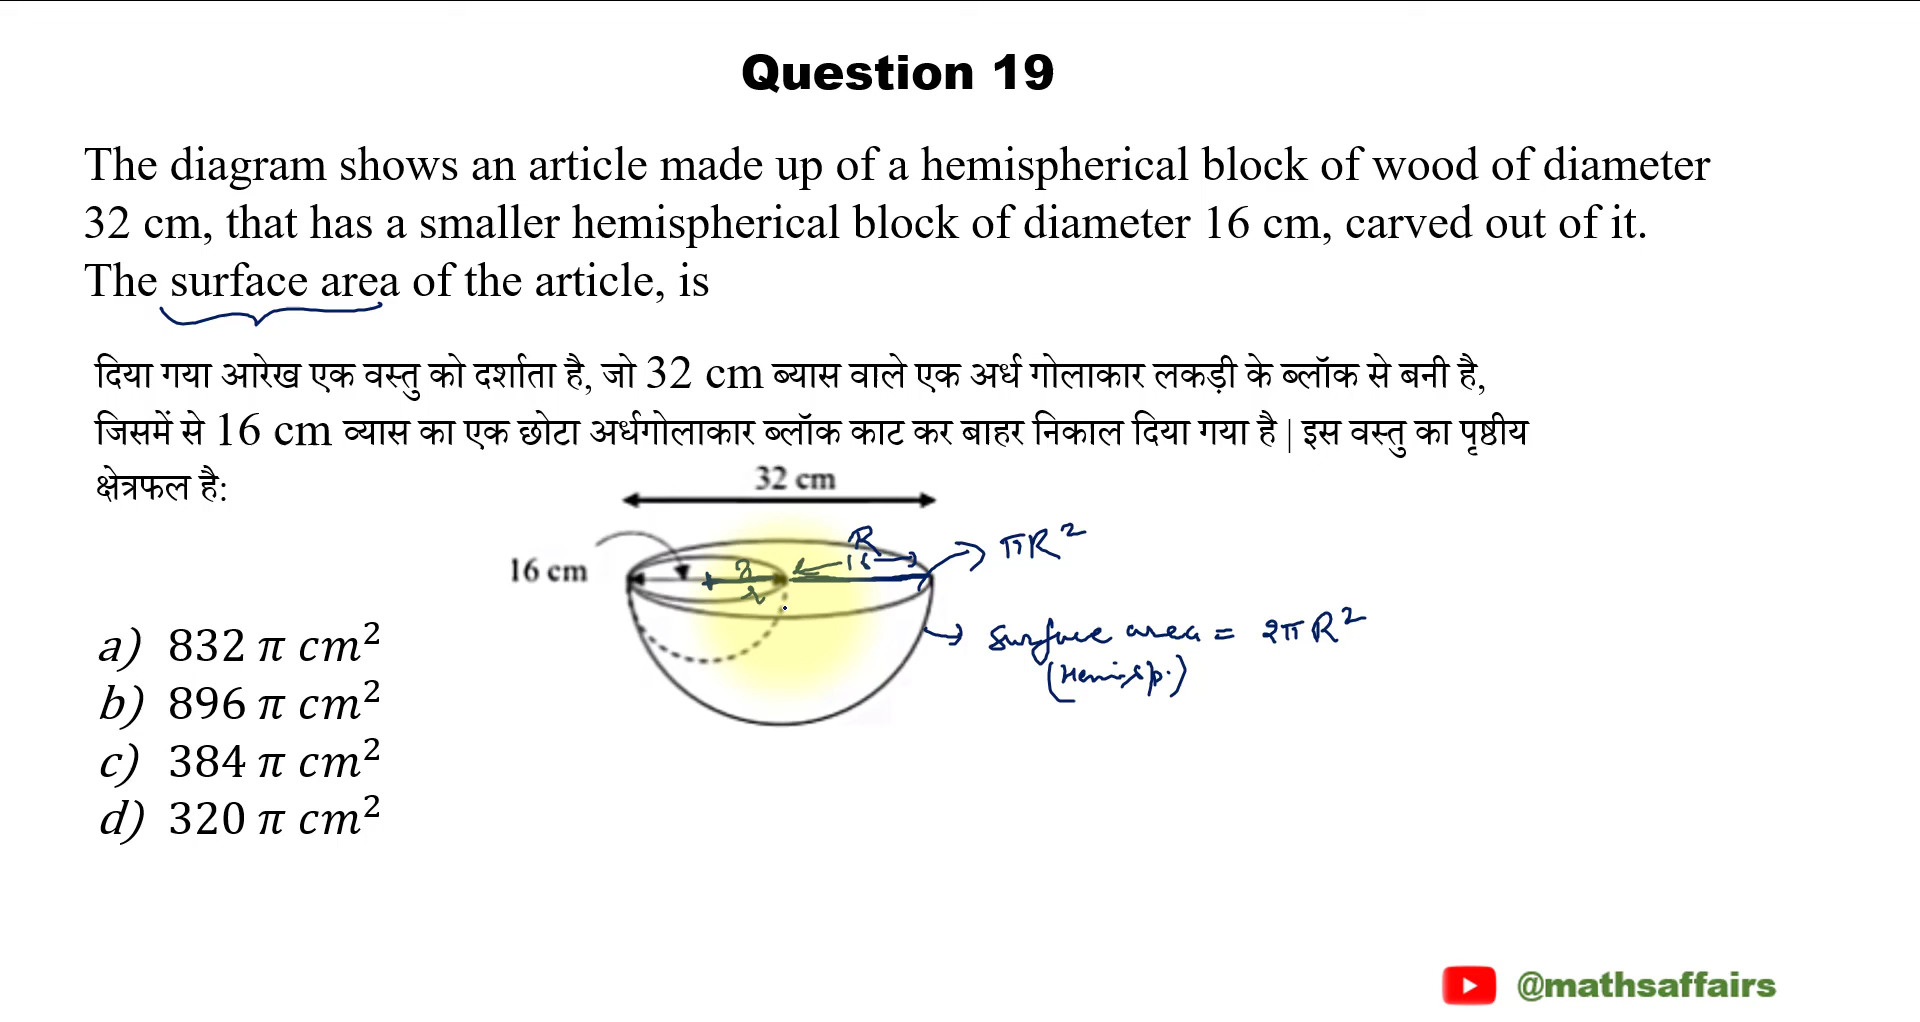 Question 19
The diagram shows an article made up of a hemispherical block of wood of diameter
32 cm, that has a smaller hemispherical block of diameter 16 cm, carved out of it.
The surface area of the article, is
दिया गया आरेख एक वस्तु को दर्शाता है, जो 32 cm ब्यास वाले एक अर्ध गोलाकार लकड़ी के ब्लॉक से बनी है,
जिसमें से 16 cm व्यास का एक छोटा अर्धगोलाकार ब्लॉक काट कर बाहर निकाल दिया गया है | इस वस्तु का पृष्ठीय
क्षेत्रफल है:
32 cm
R
16
πR²
16 cm
8
r
Surface area = 2πR²
(Hemisp.)
a) 832 π cm²
b) 896 π cm²
c) 384 π cm²
d) 320 π cm²
@mathsaffairs